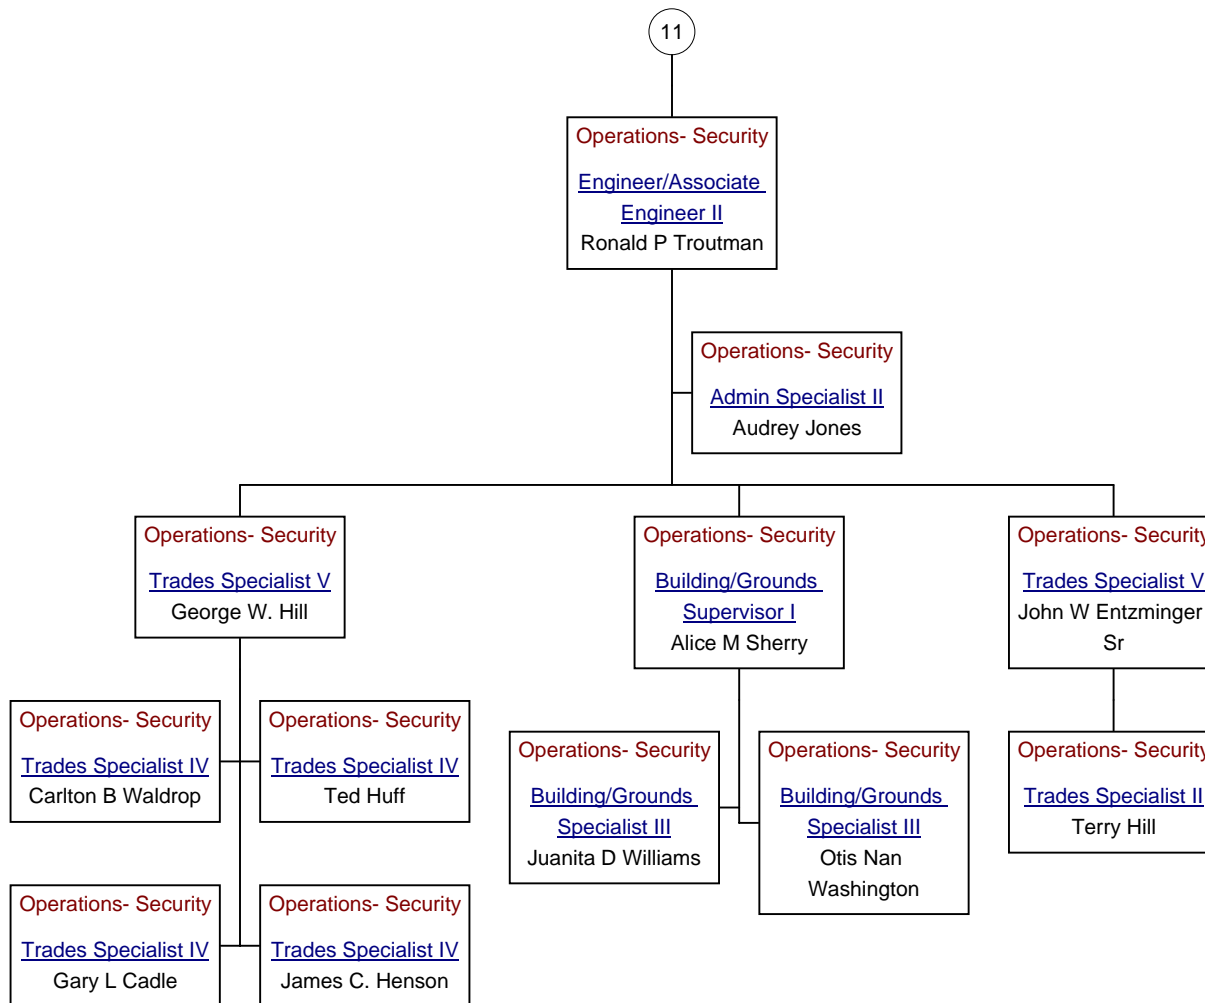 11
Operations- Security
Engineer/Associate
Engineer II
Ronald P Troutman
Operations- Security
Admin Specialist II
Audrey Jones
Operations- Security
Trades Specialist V
George W. Hill
Operations- Security
Building/Grounds
Supervisor I
Alice M Sherry
Operations- Security
Trades Specialist V
John W Entzminger
Sr
Operations- Security
Trades Specialist IV
Carlton B Waldrop
Operations- Security
Trades Specialist IV
Ted Huff
Operations- Security
Building/Grounds
Specialist III
Juanita D Williams
Operations- Security
Building/Grounds
Specialist III
Otis Nan
Washington
Operations- Security
Trades Specialist II
Terry Hill
Operations- Security
Trades Specialist IV
Gary L Cadle
Operations- Security
Trades Specialist IV
James C. Henson